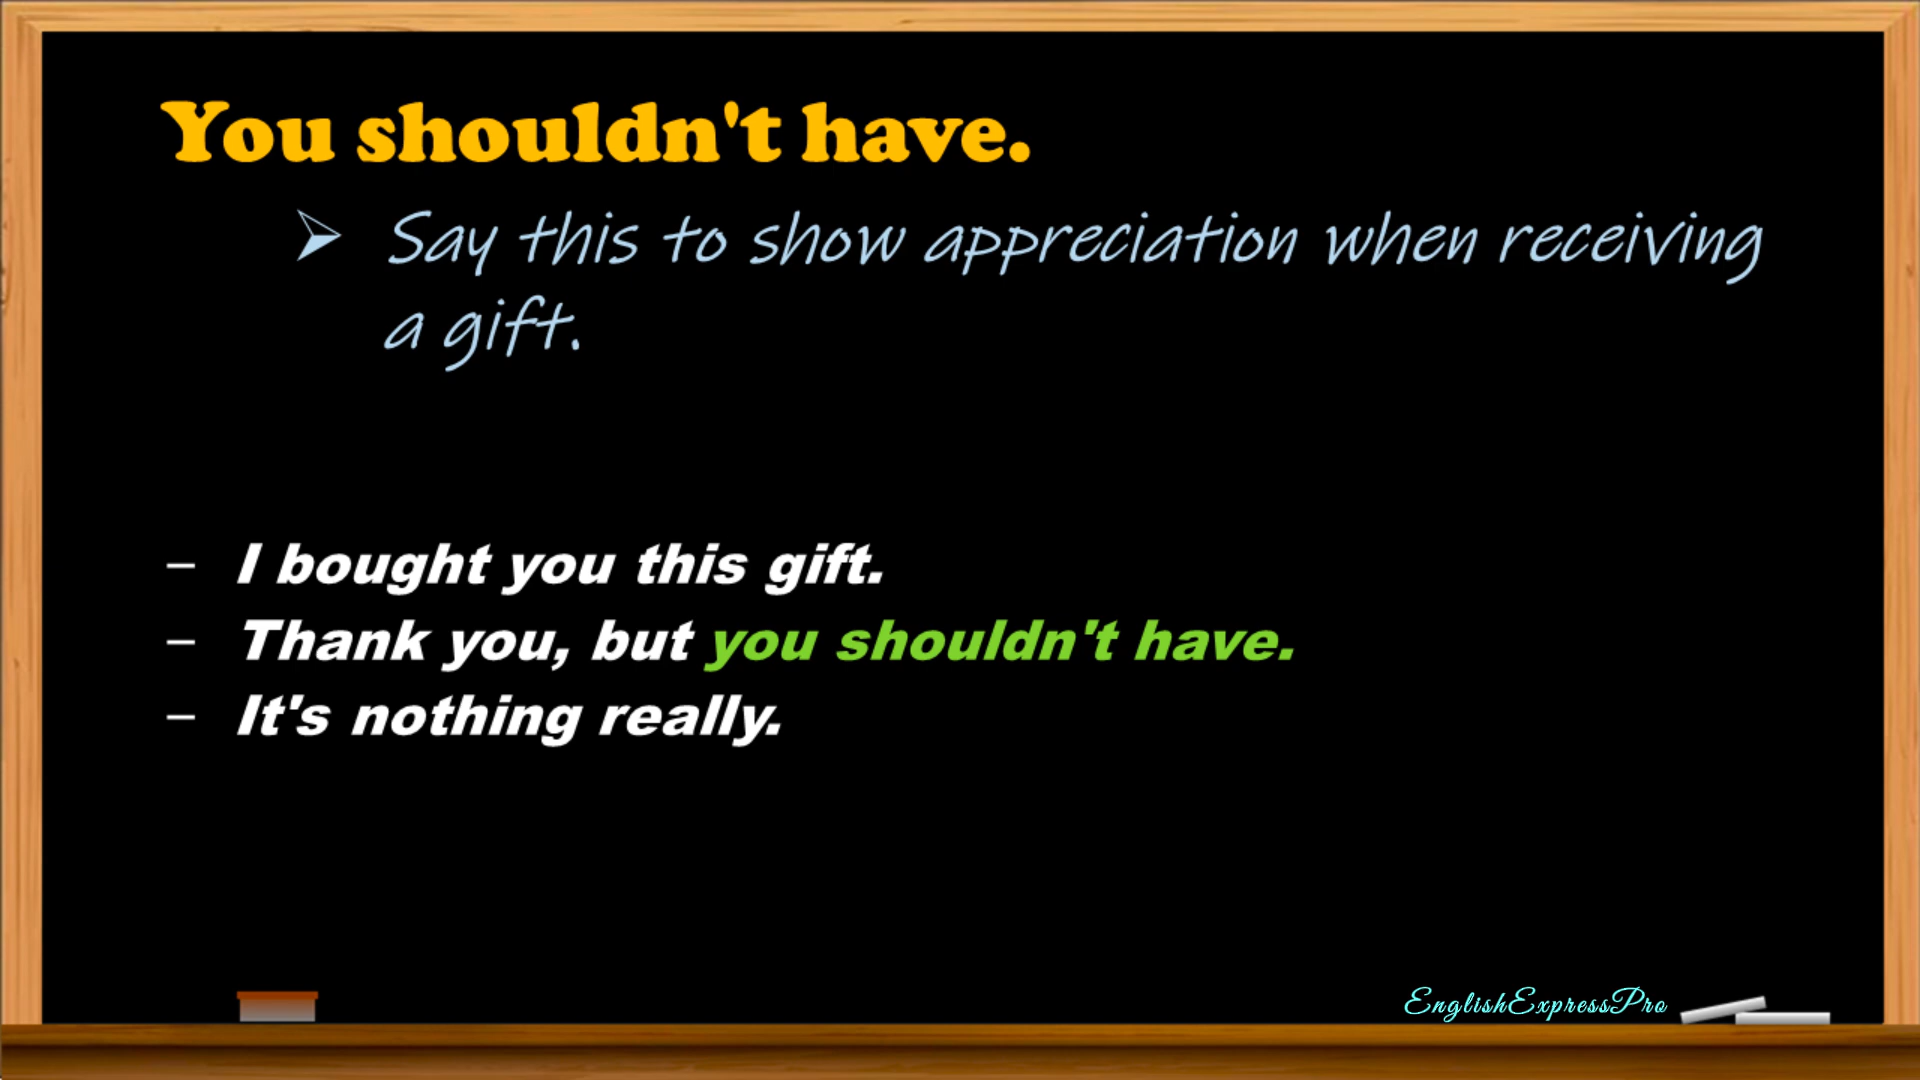 You shouldn't have.
➢ Say this to show appreciation when receiving
a gift.
– I bought you this gift.
– Thank you, but you shouldn't have.
– It's nothing really.
EnglishExpressPro